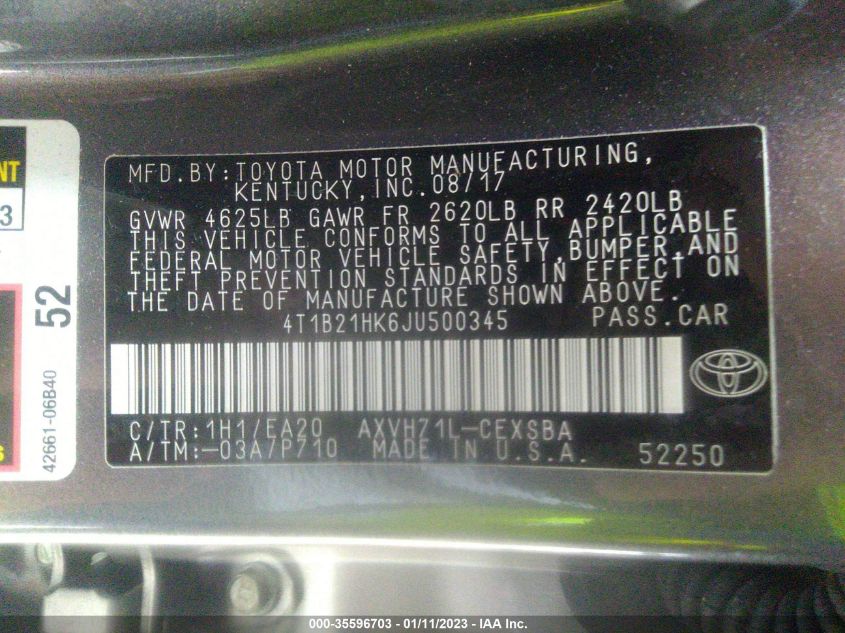 NT
3
52
42661-06B40
s
MFD.BY:TOYOTA MOTOR MANUFACTURING,
KENTUCKY,INC.08/17
GVWR 4625LB GAWR FR 2620LB RR 2420LB
THIS VEHICLE CONFORMS TO ALL APPLICABLE
FEDERAL MOTOR VEHICLE SAFETY,BUMPER,AND
THEFT PREVENTION STANDARDS IN EFFECT ON
THE DATE OF MANUFACTURE SHOWN ABOVE.
4T1B21HK6JU500345 PASS.CAR
C/TR:1H1/EA20 AXVH71L-CEXSBA
A/TM:-03A/P710 MADE IN U.S.A. 52250
000-35596703 - 01/11/2023 - IAA Inc.